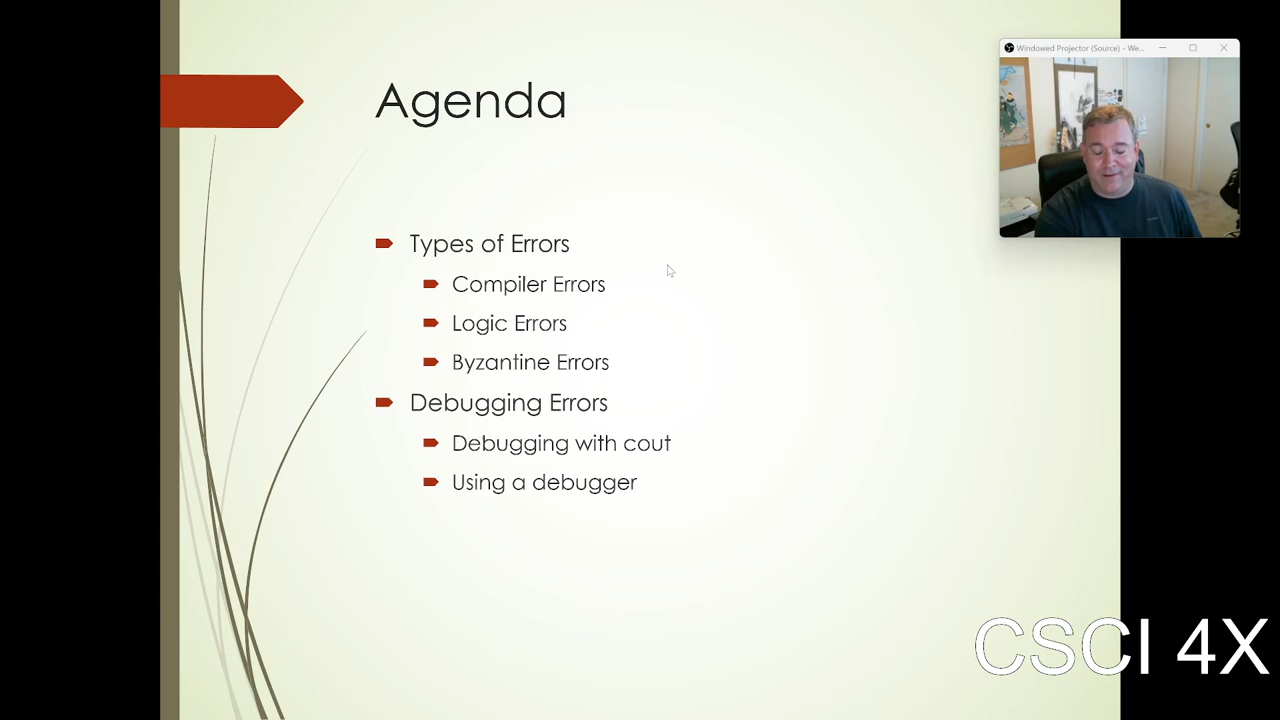 Agenda
Windowed Projector (Source) - We...
Types of Errors
Compiler Errors
Logic Errors
Byzantine Errors
Debugging Errors
Debugging with cout
Using a debugger
CSCI 4X